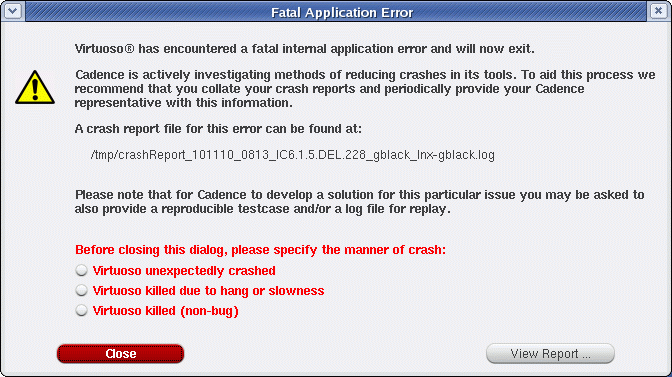 Fatal Application Error
Virtuoso® has encountered a fatal internal application error and will now exit.
Cadence is actively investigating methods of reducing crashes in its tools. To aid this process we
recommend that you collate your crash reports and periodically provide your Cadence
representative with this information.
A crash report file for this error can be found at:
/tmp/crashReport_101110_0813_IC6.1.5.DEL.228_gblack_lnx-gblack.log
Please note that for Cadence to develop a solution for this particular issue you may be asked to
also provide a reproducible testcase and/or a log file for replay.
Before closing this dialog, please specify the manner of crash:
Virtuoso unexpectedly crashed
Virtuoso killed due to hang or slowness
Virtuoso killed (non-bug)
Close
View Report ...